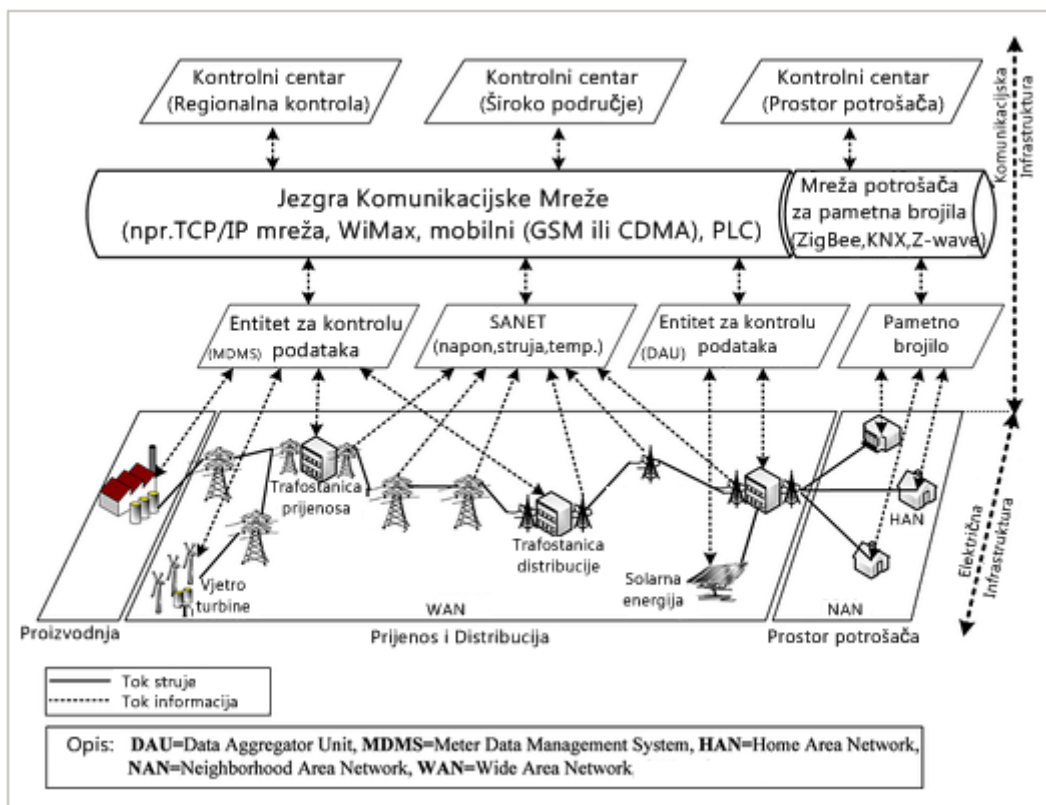 Kontrolni centar
(Regionalna kontrola)
Kontrolni centar
(Široko područje)
Kontrolni centar
(Prostor potrošača)
Komunikacijska
Infrastruktura
Jezgra Komunikacijske Mreže
(npr.TCP/IP mreža, WiMax, mobilni (GSM ili CDMA), PLC)
Mreža potrošača
za pametna brojila
(ZigBee,KNX,Z-wave)
Entitet za kontrolu
(MDMS) podataka
SANET
(napon,struja,temp.)
Entitet za kontrolu
(DAU) podataka
Pametno
brojilo
Trafostanica
prijenosa
Trafostanica
distribucije
Vjetro
turbine
Solarna
energija
HAN
WAN
NAN
Električna
Infrastruktura
Proizvodnja
Prijenos i Distribucija
Prostor potrošača
Tok struje
Tok informacija
Opis: DAU=Data Aggregator Unit, MDMS=Meter Data Management System, HAN=Home Area Network,
NAN=Neighborhood Area Network, WAN=Wide Area Network